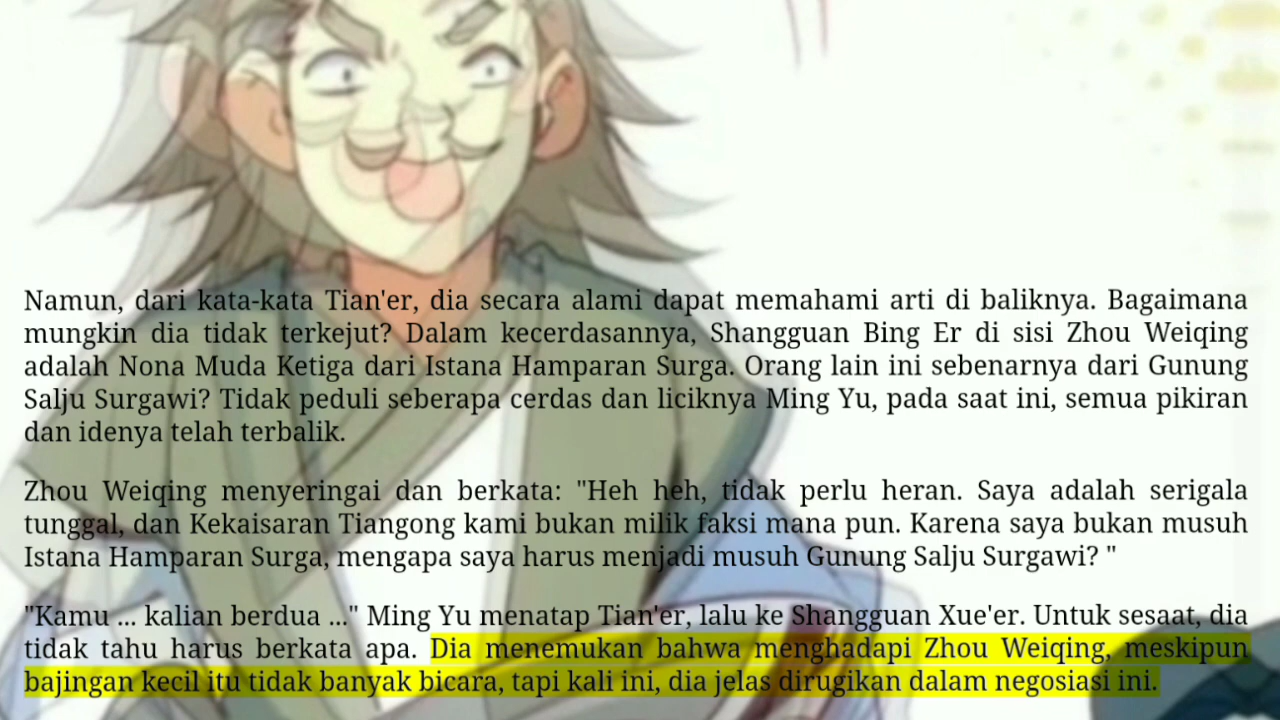 Namun, dari kata-kata Tian'er, dia secara alami dapat memahami arti di baliknya. Bagaimana
mungkin dia tidak terkejut? Dalam kecerdasannya, Shangguan Bing Er di sisi Zhou Weiqing
adalah Nona Muda Ketiga dari Istana Hamparan Surga. Orang lain ini sebenarnya dari Gunung
Salju Surgawi? Tidak peduli seberapa cerdas dan liciknya Ming Yu, pada saat ini, semua pikiran
dan idenya telah terbalik.
Zhou Weiqing menyeringai dan berkata: "Heh heh, tidak perlu heran. Saya adalah serigala
tunggal, dan Kekaisaran Tiangong kami bukan milik faksi mana pun. Karena saya bukan musuh
Istana Hamparan Surga, mengapa saya harus menjadi musuh Gunung Salju Surgawi? "
"Kamu ... kalian berdua ..." Ming Yu menatap Tian'er, lalu ke Shangguan Xue'er. Untuk sesaat, dia
tidak tahu harus berkata apa. Dia menemukan bahwa menghadapi Zhou Weiqing, meskipun
bajingan kecil itu tidak banyak bicara, tapi kali ini, dia jelas dirugikan dalam negosiasi ini.